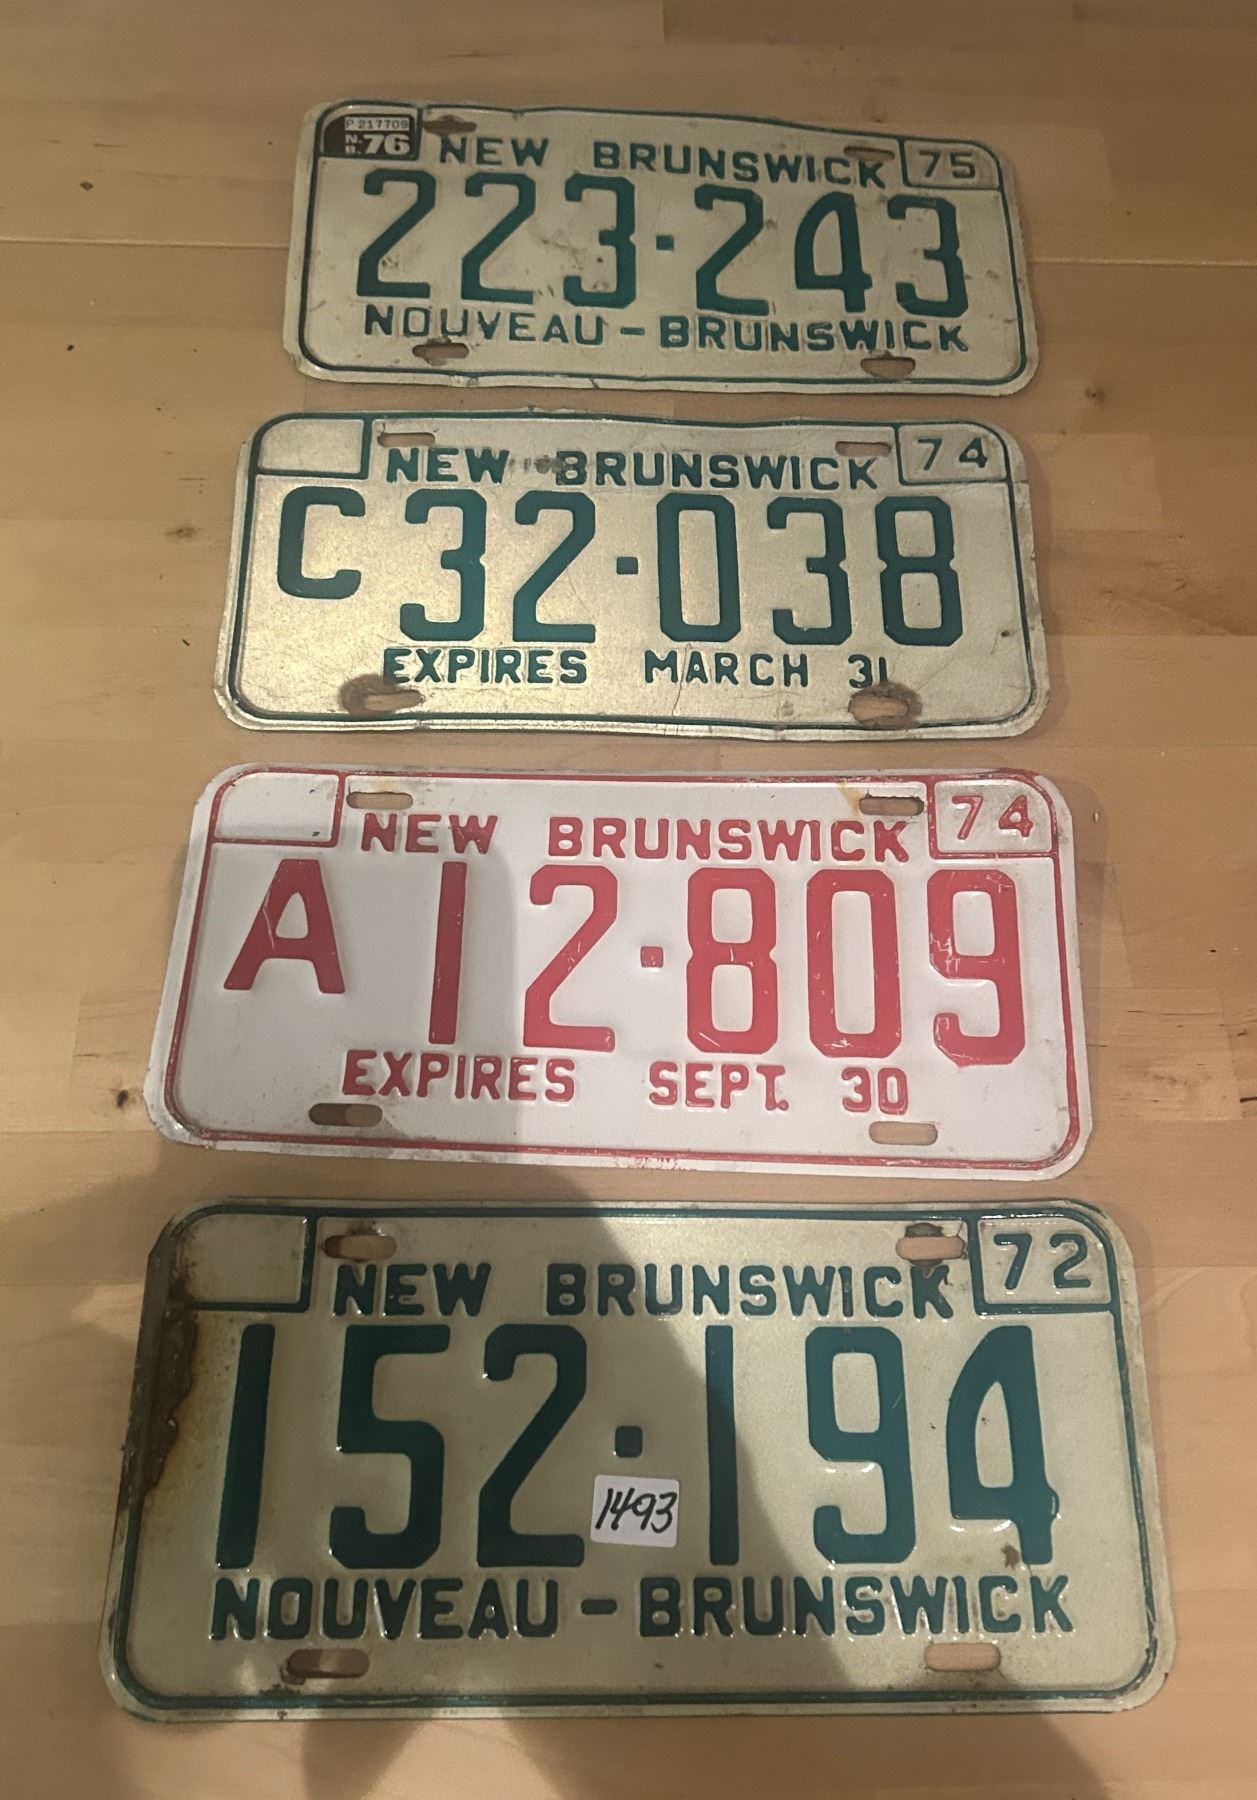 P 217709
N.B. 76
NEW BRUNSWICK 75
223·243
NOUVEAU-BRUNSWICK
NEW BRUNSWICK 74
C32·038
EXPIRES MARCH 31
NEW BRUNSWICK 74
A12·809
EXPIRES SEPT. 30
NEW BRUNSWICK 72
152·194
1493
NOUVEAU-BRUNSWICK